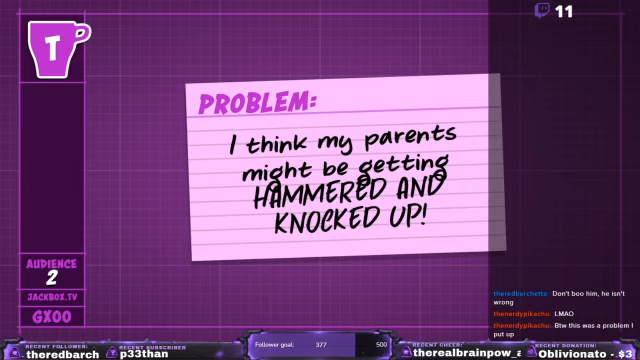 T
11
PROBLEM:
I think my parents
might be getting
HAMMERED AND
KNOCKED UP!
AUDIENCE
2
JACKBOX.TV
GXOO
theredbarchetta: Don't boo him, he isn't
wrong
thenerdypikachu: LMAO
thenerdypikachu: Btw this was a problem I
put up
RECENT FOLLOWER:
theredbarch
RECENT SUBSCRIBER
p33than
Follower goal:
377
500
RECENT CHEER:
therealbrainpow
RECENT DONATION:
Oblivionato - $3